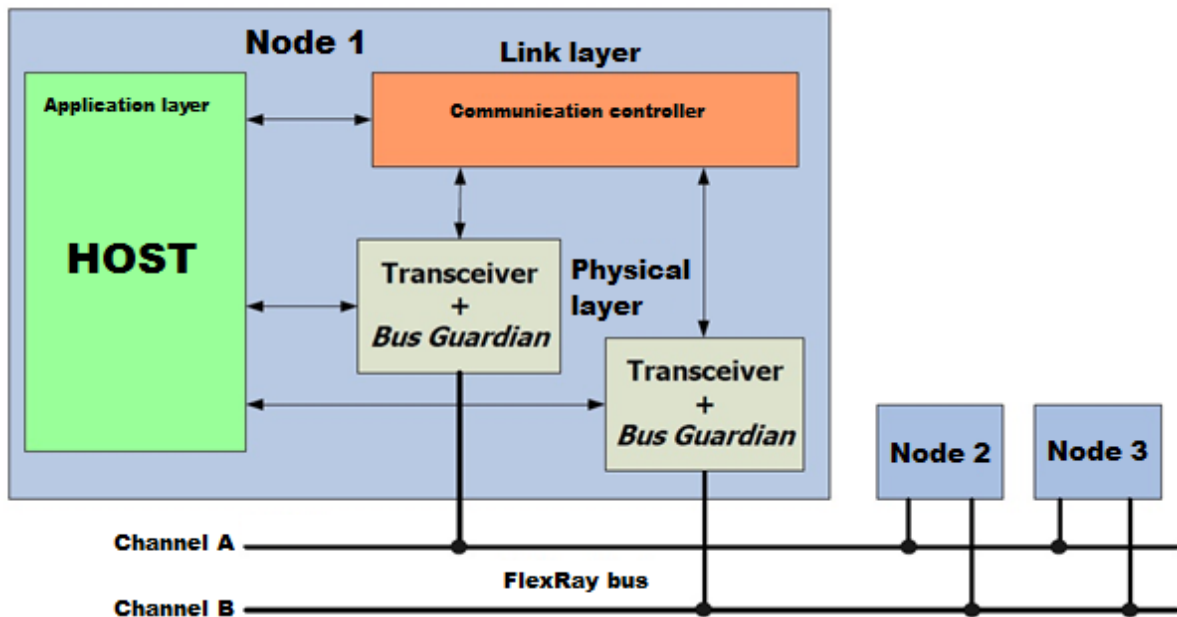 Node 1
Link layer
Application layer
Communication controller
HOST
Transceiver
+
Bus Guardian
Physical
layer
Transceiver
+
Bus Guardian
Node 2
Node 3
Channel A
FlexRay bus
Channel B